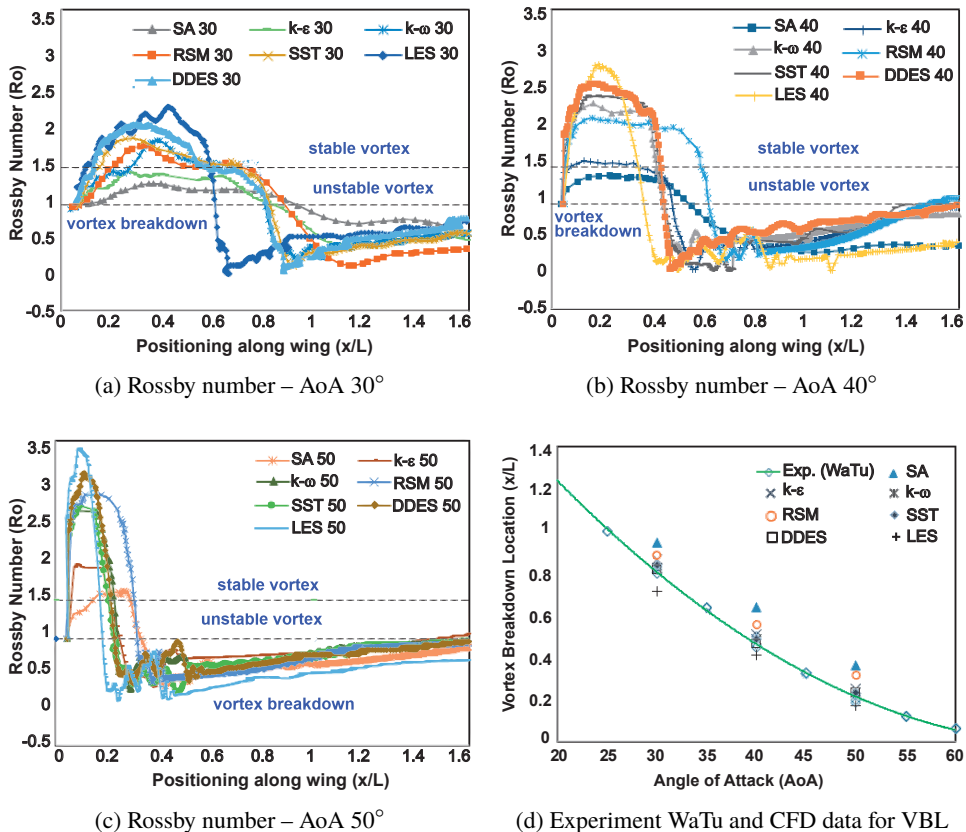 Rossby Number (Ro)
3.5
3
2.5
2
1.5
1
0.5
0
-0.5
SA 30
k-ε 30
k-ω 30
RSM 30
SST 30
LES 30
DDES 30
stable vortex
unstable vortex
vortex breakdown
0 0.2 0.4 0.6 0.8 1 1.2 1.4 1.6
Positioning along wing (x/L)
(a) Rossby number – AoA 30°
Rossby Number (Ro)
3.5
3
2.5
2
1.5
1
0.5
0
-0.5
SA 40
k-ε 40
k-ω 40
RSM 40
SST 40
DDES 40
LES 40
stable vortex
unstable vortex
vortex
breakdown
0 0.2 0.4 0.6 0.8 1 1.2 1.4 1.6
Positioning along wing (x/L)
(b) Rossby number – AoA 40°
Rossby Number (Ro)
3.5
3
2.5
2
1.5
1
0.5
0
-0.5
SA 50
k-ε 50
k-ω 50
RSM 50
SST 50
DDES 50
LES 50
stable vortex
unstable vortex
vortex breakdown
0 0.2 0.4 0.6 0.8 1 1.2 1.4 1.6
Positioning along wing (x/L)
(c) Rossby number – AoA 50°
Vortex Breakdown Location (x/L)
1.4
1.2
1
0.8
0.6
0.4
0.2
0
Exp. (WaTu)
SA
k-ε
k-ω
RSM
SST
DDES
LES
20 25 30 35 40 45 50 55 60
Angle of Attack (AoA)
(d) Experiment WaTu and CFD data for VBL